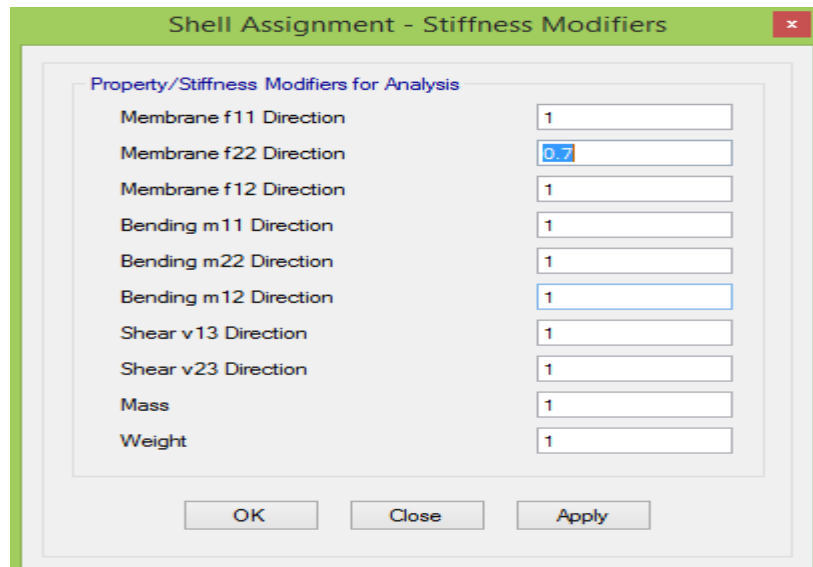 Shell Assignment - Stiffness Modifiers
x
Property/Stiffness Modifiers for Analysis
Membrane f11 Direction 1
Membrane f22 Direction 0.7
Membrane f12 Direction 1
Bending m11 Direction 1
Bending m22 Direction 1
Bending m12 Direction 1
Shear v13 Direction 1
Shear v23 Direction 1
Mass 1
Weight 1
OK Close Apply